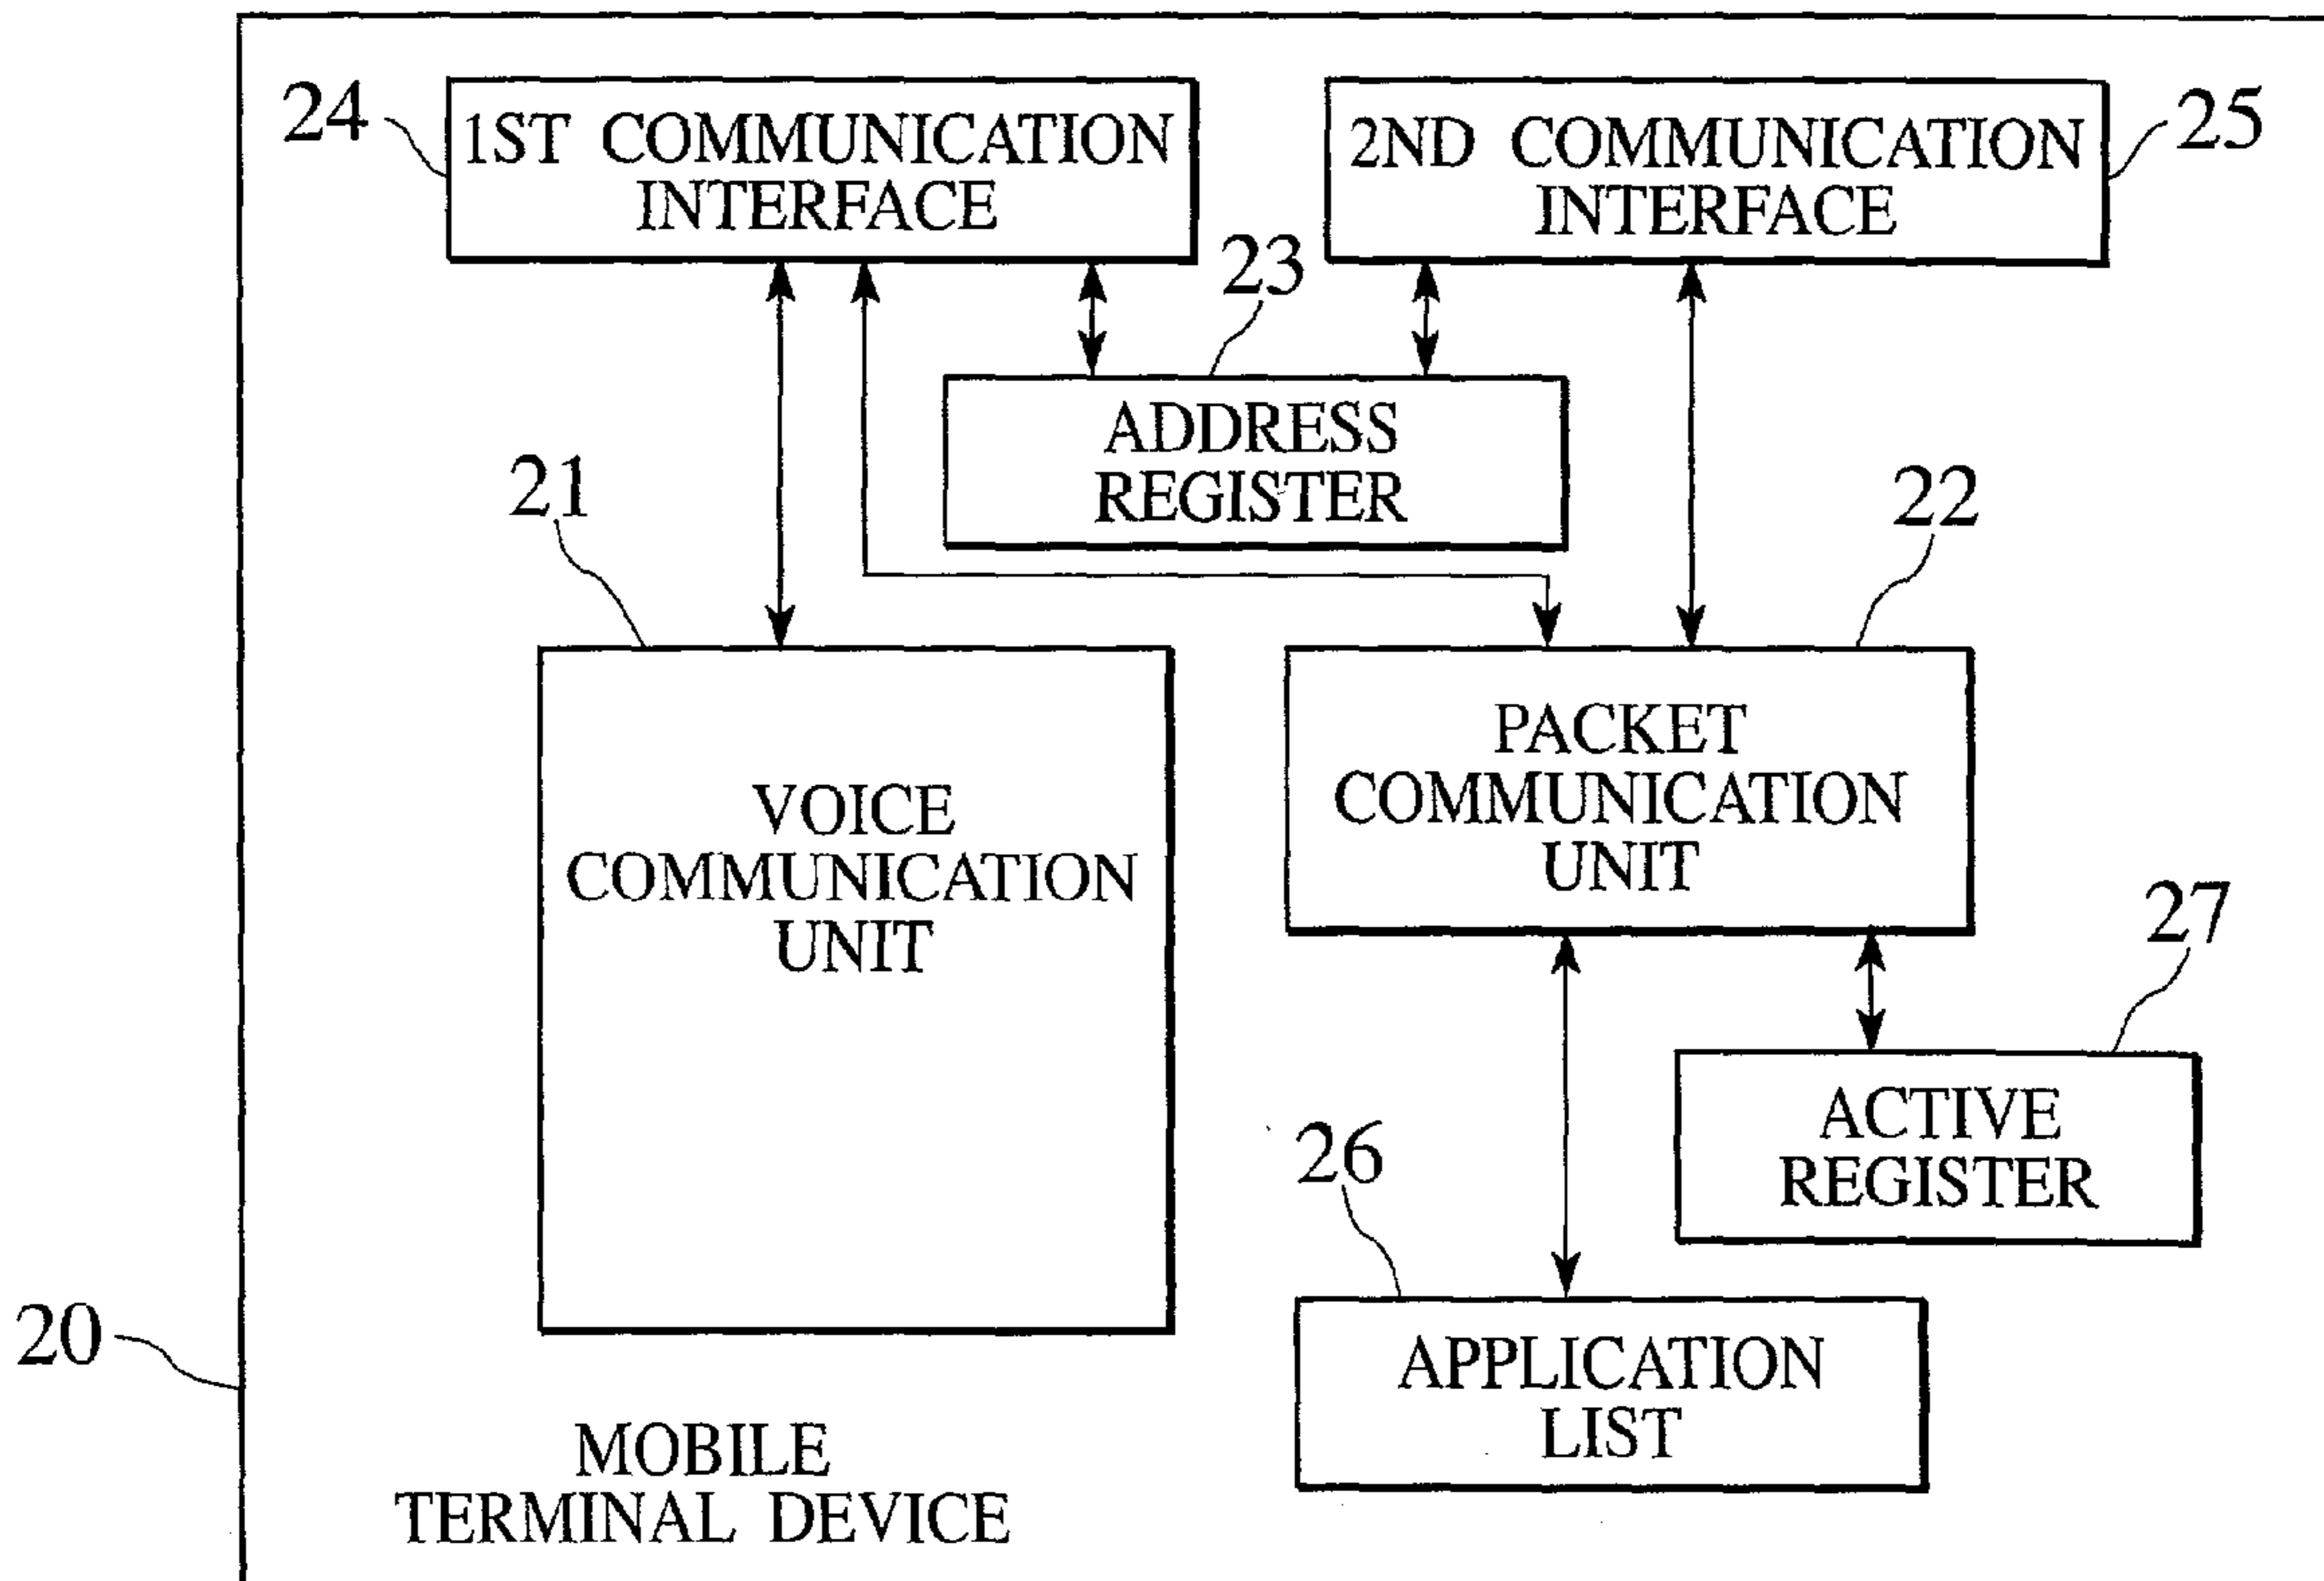 24
1ST COMMUNICATION
INTERFACE
2ND COMMUNICATION
INTERFACE
25
23
ADDRESS
REGISTER
21
22
VOICE
COMMUNICATION
UNIT
PACKET
COMMUNICATION
UNIT
27
ACTIVE
REGISTER
26
APPLICATION
LIST
20
MOBILE
TERMINAL DEVICE